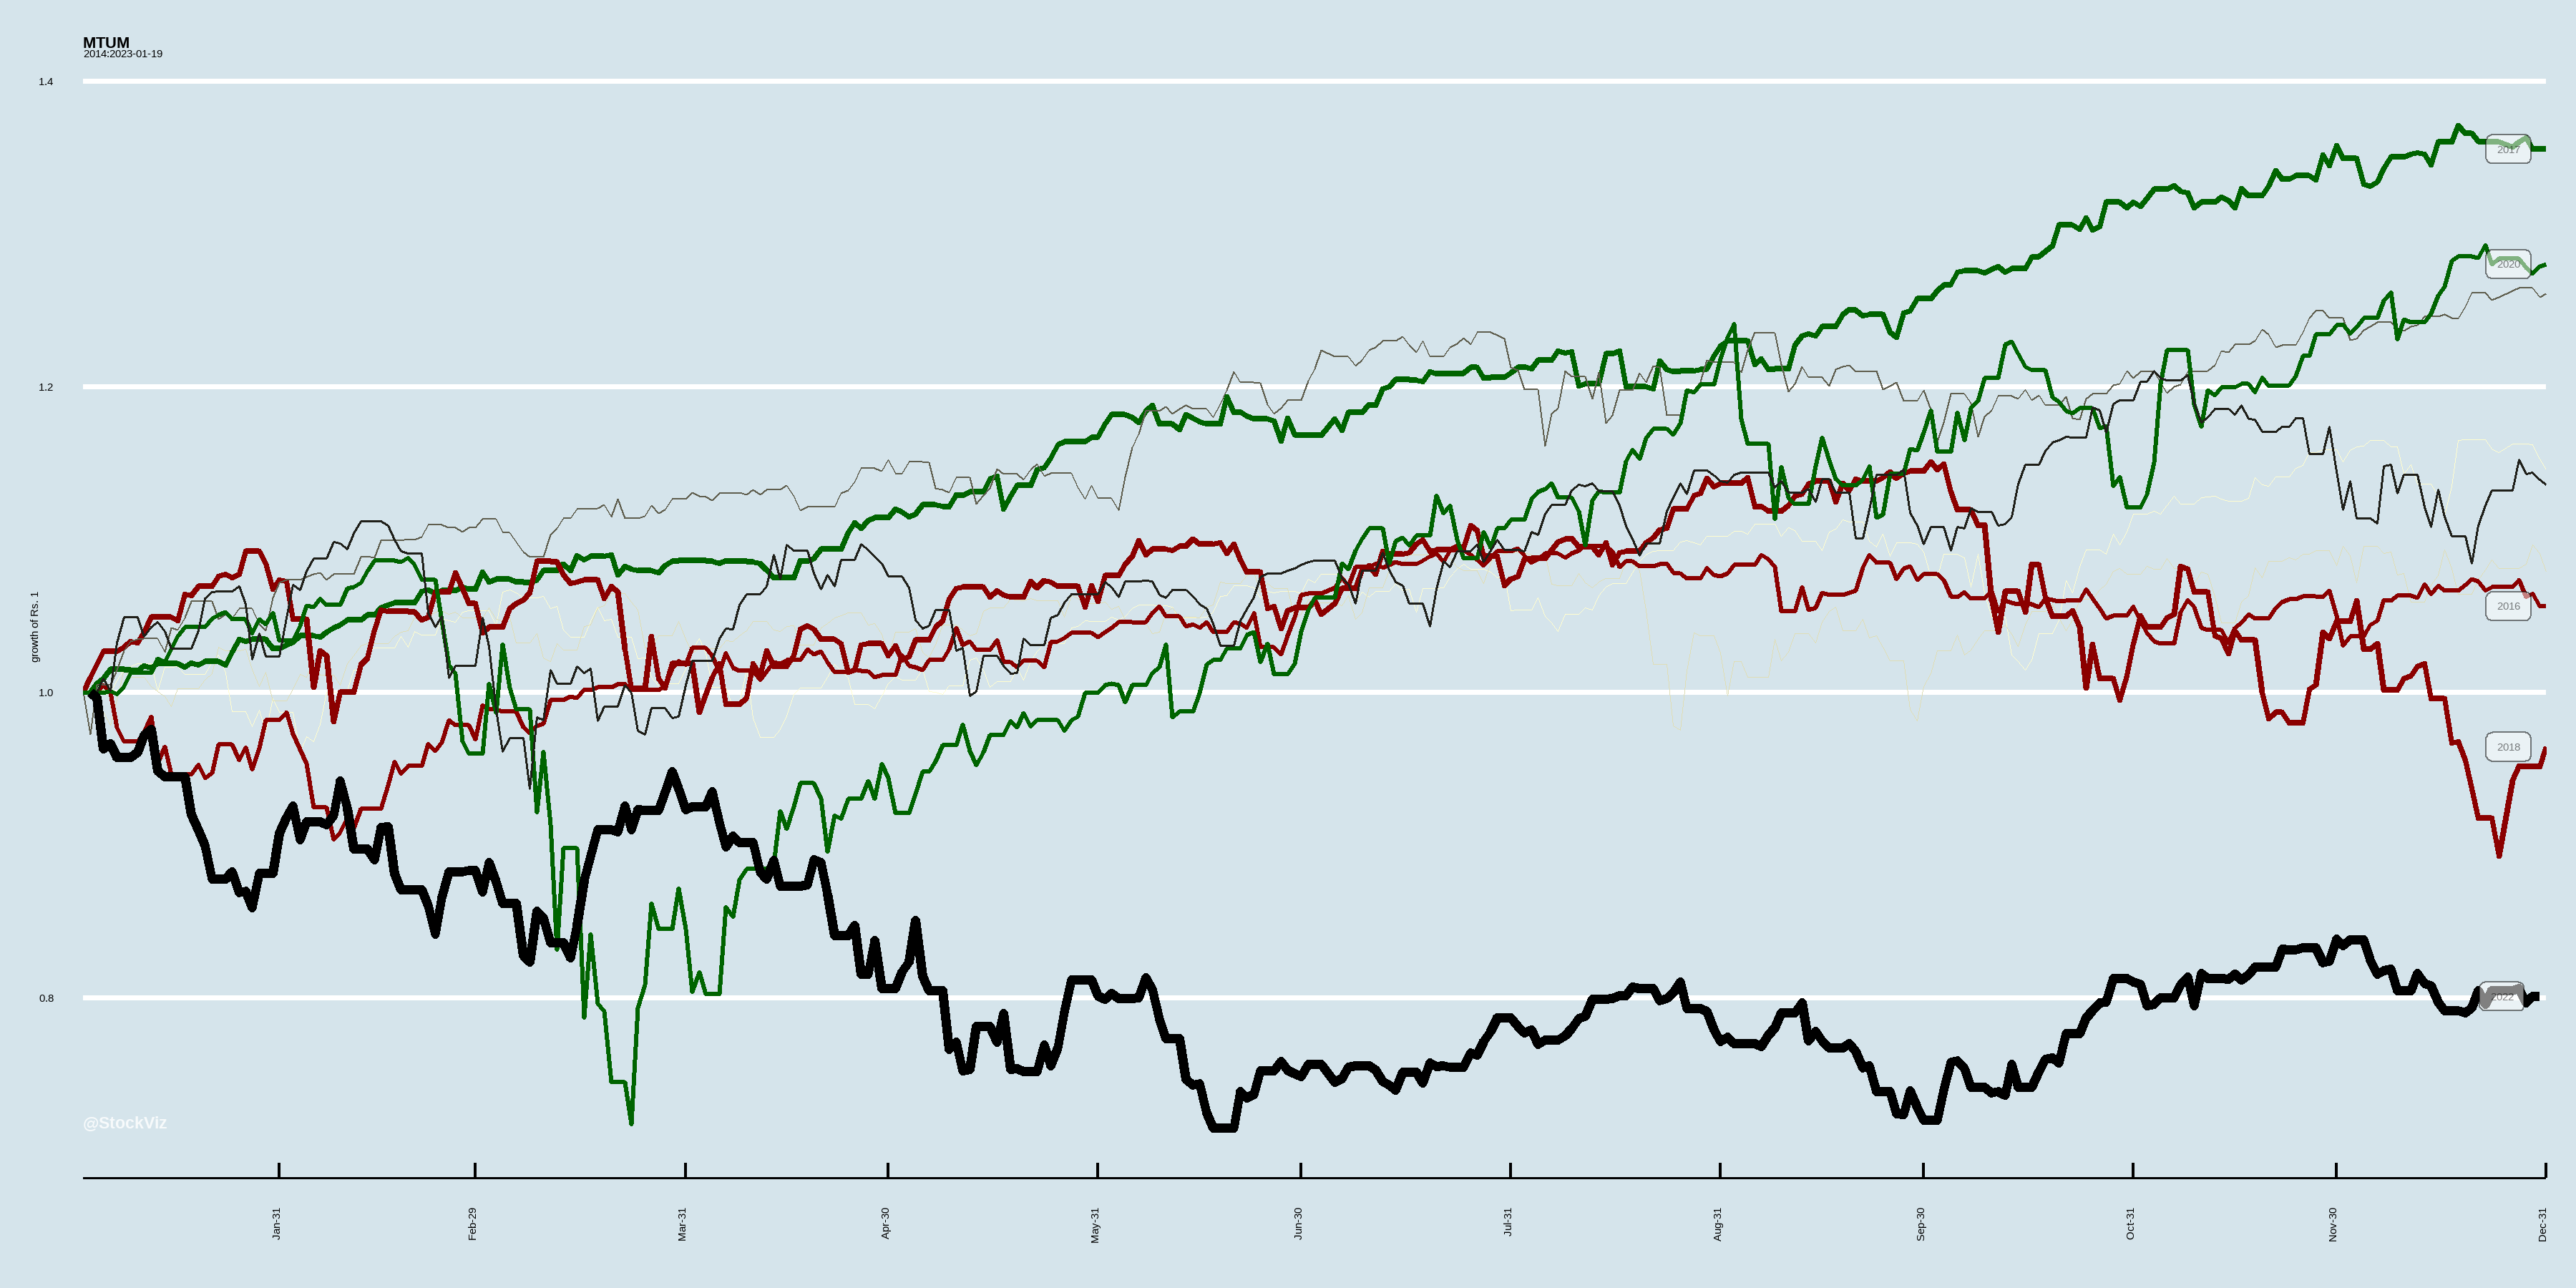 MTUM
2014:2023-01-19
1.4
1.2
1.0
0.8
growth of Rs. 1
2017
2020
2016
2018
2022
@StockViz
Jan-31
Feb-29
Mar-31
Apr-30
May-31
Jun-30
Jul-31
Aug-31
Sep-30
Oct-31
Nov-30
Dec-31